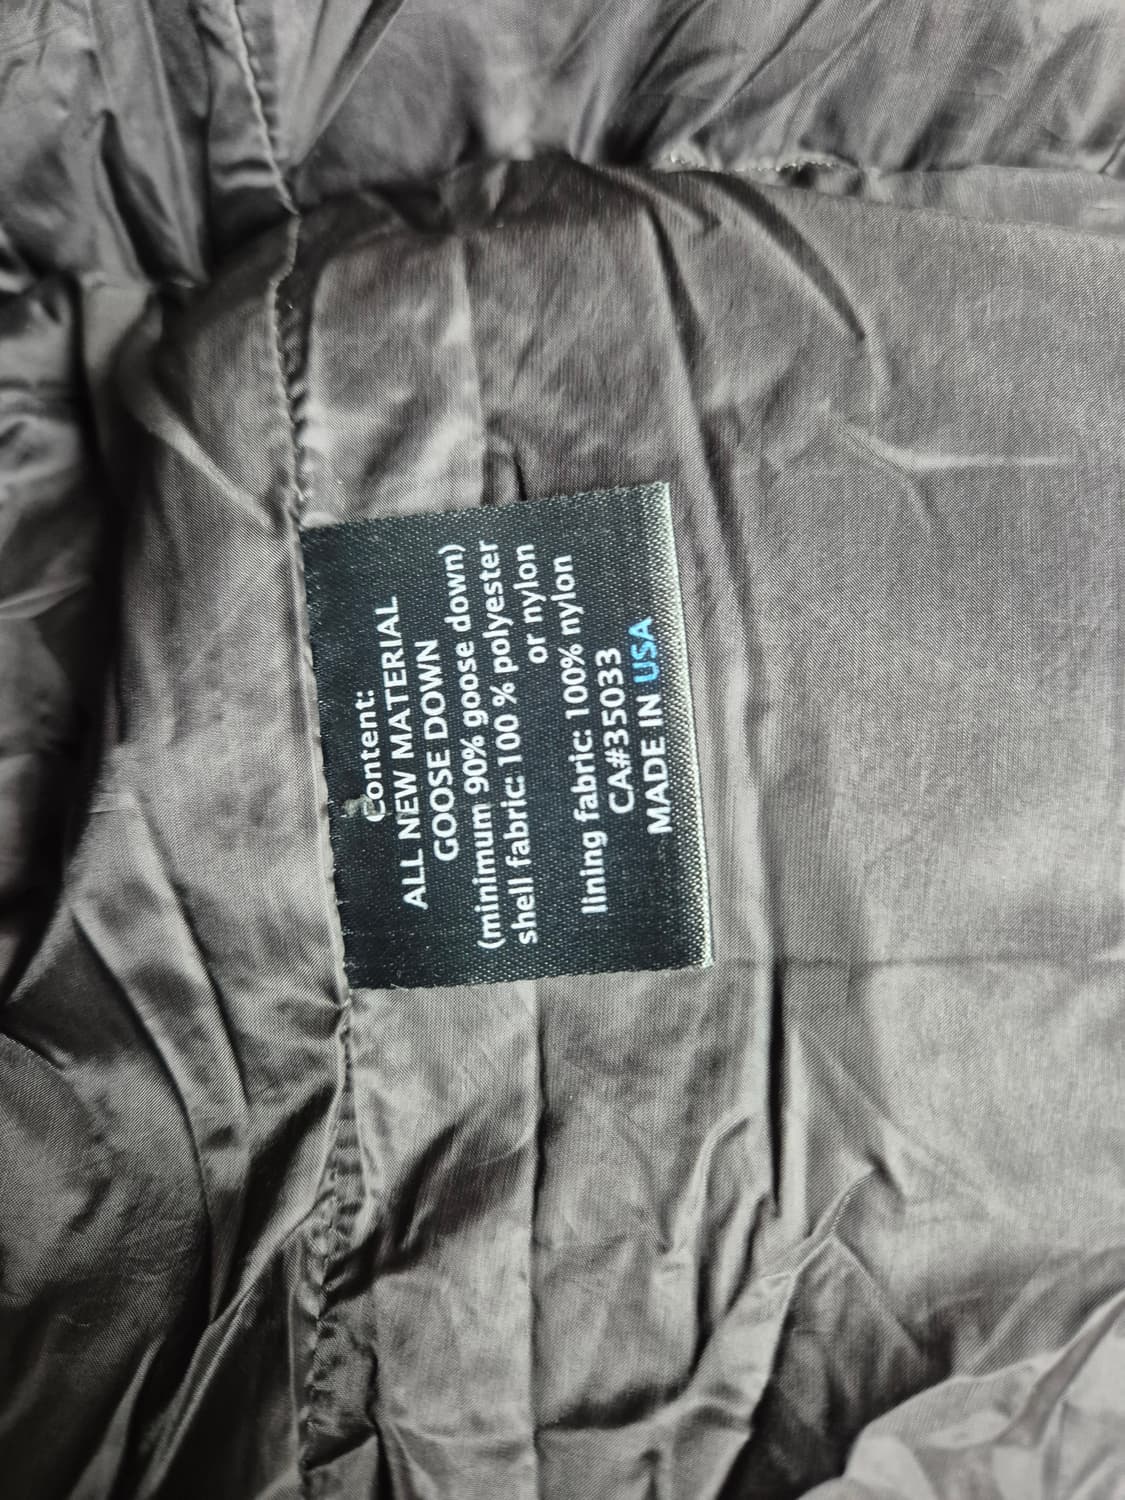 Content:
ALL NEW MATERIAL
GOOSE DOWN
(minimum 90% goose down)
shell fabric: 100 % polyester
or nylon
lining fabric: 100% nylon
CA#35033
MADE IN USA